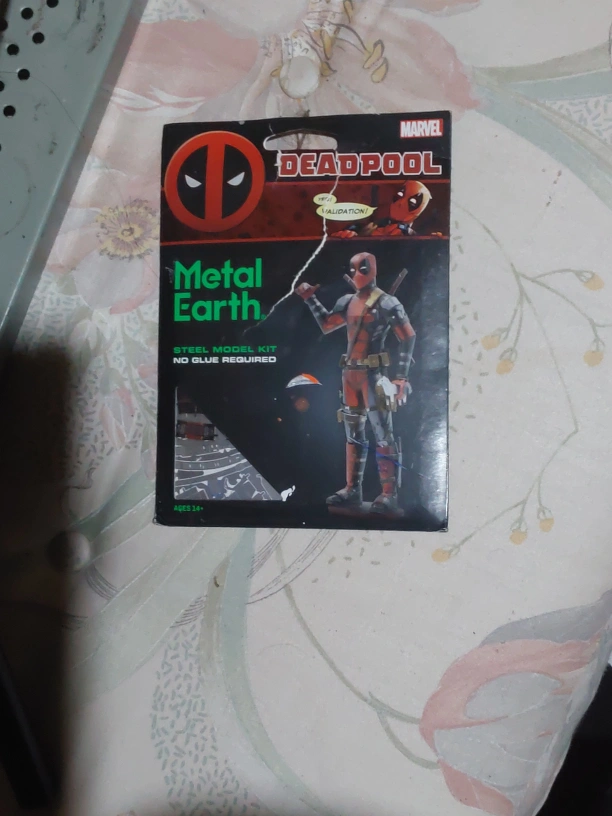 MARVEL
DEADPOOL
VALIDATION!
Metal
Earth
STEEL MODEL KIT
NO GLUE REQUIRED
AGES 14+